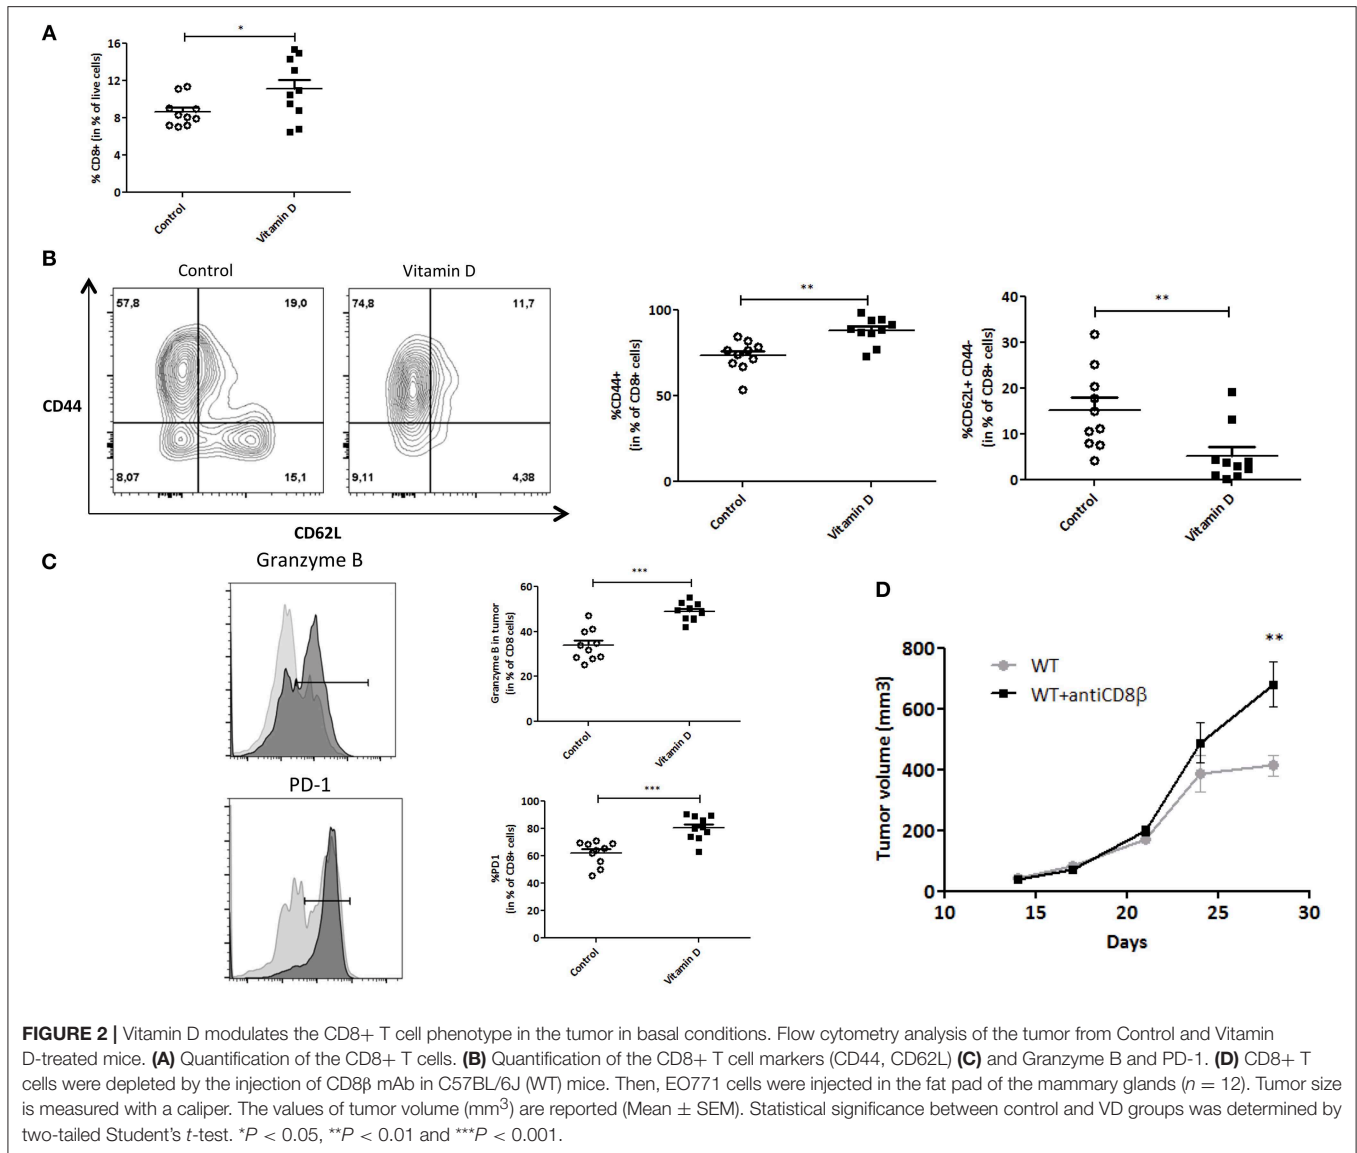 A
*
% CD8+ (in % of live cells)
16
12
8
4
0
Control
Vitamin D
B
Control
Vitamin D
57,8
19,0
8,07
15,1
74,8
11,7
9,11
4,38
CD44
CD62L
**
%CD44+
(in % of CD8+ cells)
100
50
0
Control
Vitamin D
**
%CD62L+ CD44-
(in % of CD8+ cells)
40
30
20
10
0
Control
Vitamin D
C
Granzyme B
PD-1
***
Granzyme B in tumor
(in % of CD8 cells)
60
40
20
0
Control
Vitamin D
***
%PD1
(in % of CD8+ cells)
100
80
60
40
20
0
Control
Vitamin D
D
**
WT
WT+antiCD8β
Tumor volume (mm3)
800
600
400
200
0
10
15
20
25
30
Days
FIGURE 2 | Vitamin D modulates the CD8+ T cell phenotype in the tumor in basal conditions. Flow cytometry analysis of the tumor from Control and Vitamin
D-treated mice. (A) Quantification of the CD8+ T cells. (B) Quantification of the CD8+ T cell markers (CD44, CD62L) (C) and Granzyme B and PD-1. (D) CD8+ T
cells were depleted by the injection of CD8β mAb in C57BL/6J (WT) mice. Then, EO771 cells were injected in the fat pad of the mammary glands (n = 12). Tumor size
is measured with a caliper. The values of tumor volume (mm³) are reported (Mean ± SEM). Statistical significance between control and VD groups was determined by
two-tailed Student's t-test. *P < 0.05, **P < 0.01 and ***P < 0.001.